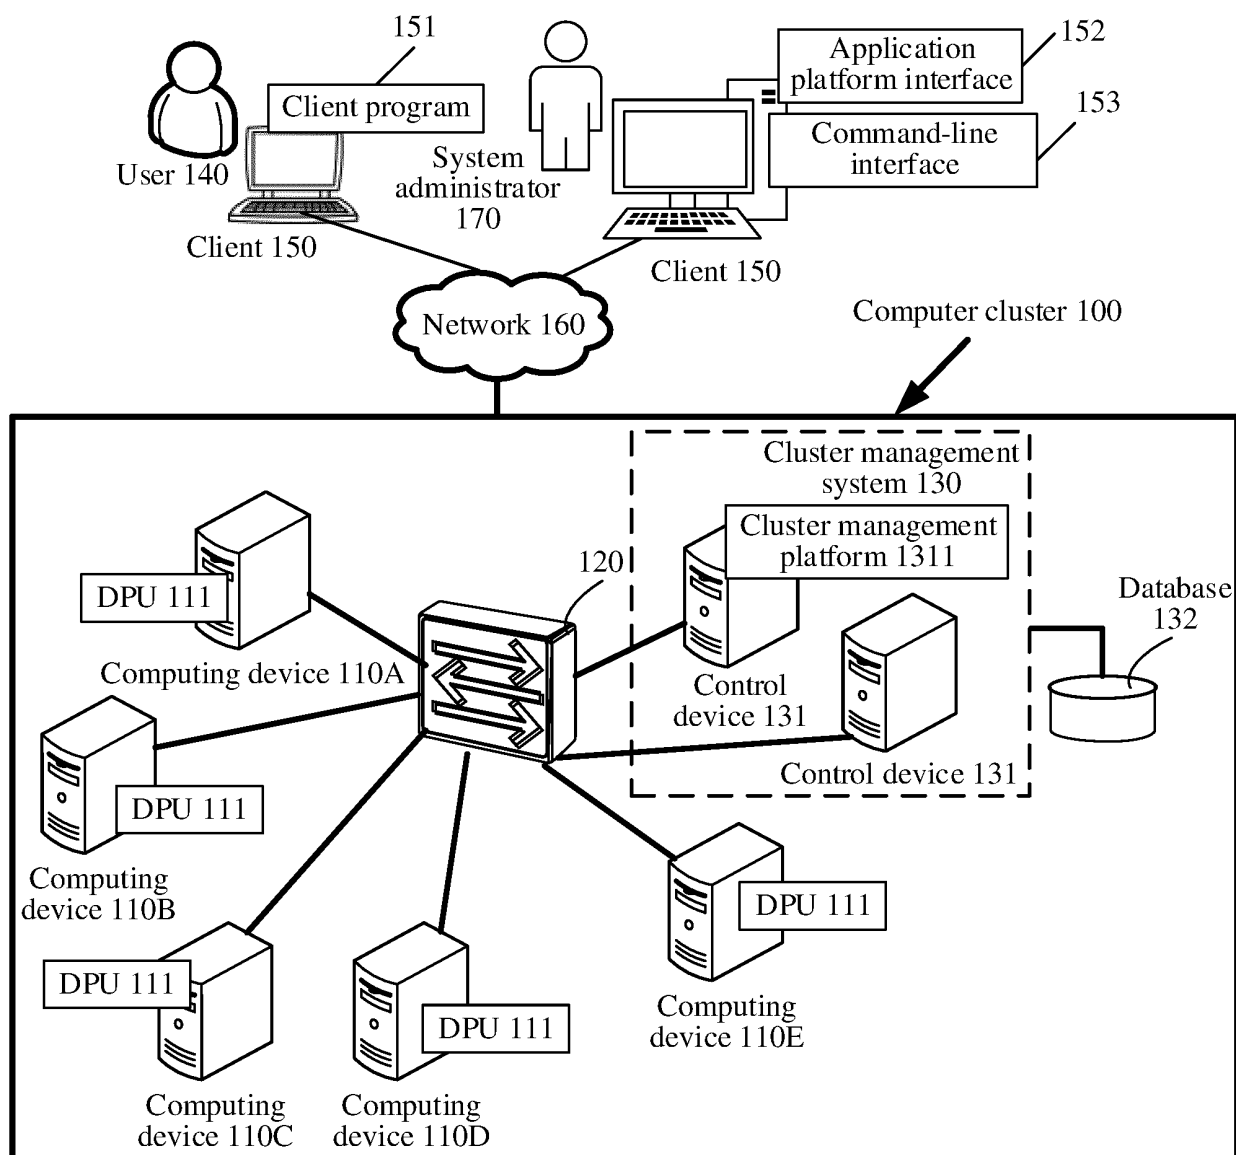 151
Client program
User 140
Client 150
System
administrator
170
Application
platform interface
152
Command-line
interface
153
Client 150
Network 160
Computer cluster 100
Cluster management
system 130
Cluster management
platform 1311
120
DPU 111
Computing device 110A
Control
device 131
Control device 131
Database
132
DPU 111
Computing
device 110B
DPU 111
Computing
device 110C
DPU 111
Computing
device 110D
DPU 111
Computing
device 110E